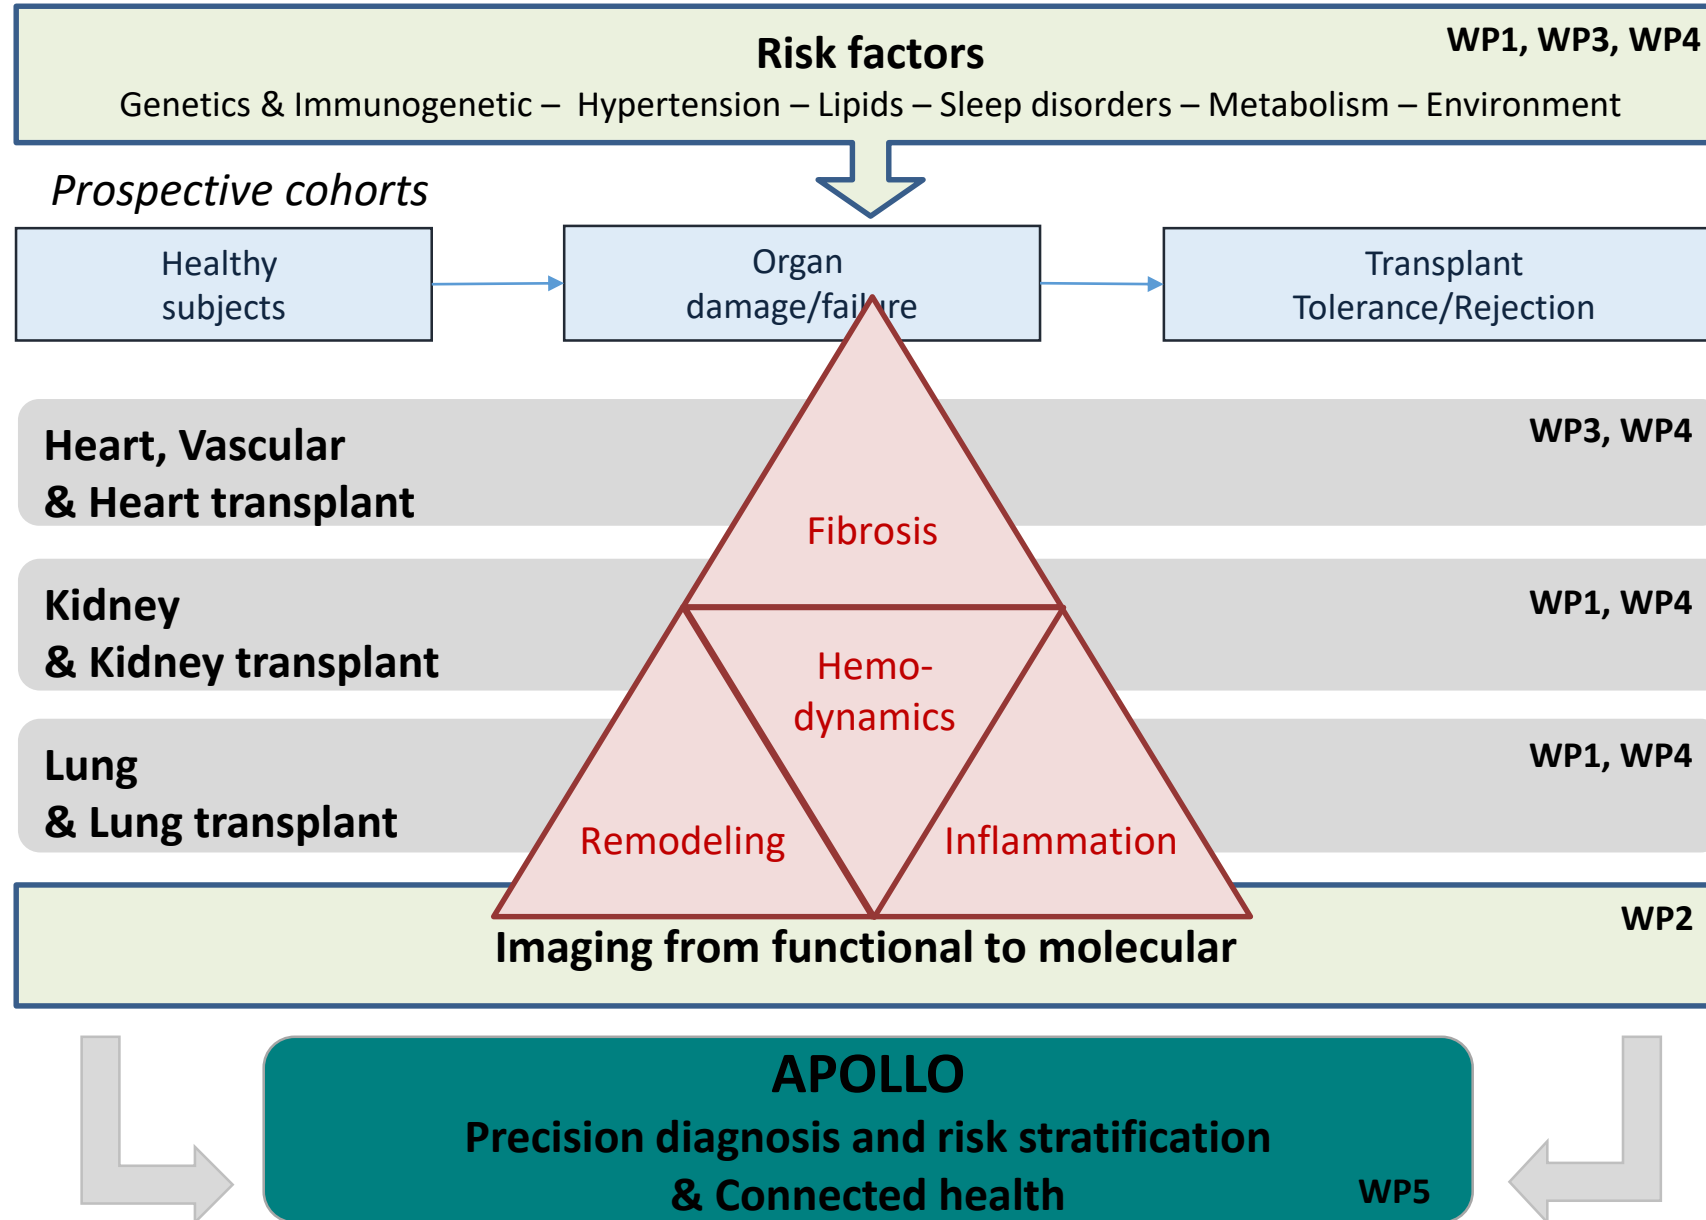 Risk factors
WP1, WP3, WP4
Genetics & Immunogenetic – Hypertension – Lipids – Sleep disorders – Metabolism – Environment
Prospective cohorts
Healthy
subjects
Organ
damage/failure
Transplant
Tolerance/Rejection
Heart, Vascular
& Heart transplant
WP3, WP4
Fibrosis
Kidney
& Kidney transplant
WP1, WP4
Hemo-
dynamics
Lung
& Lung transplant
WP1, WP4
Remodeling
Inflammation
WP2
Imaging from functional to molecular
APOLLO
Precision diagnosis and risk stratification
& Connected health
WP5